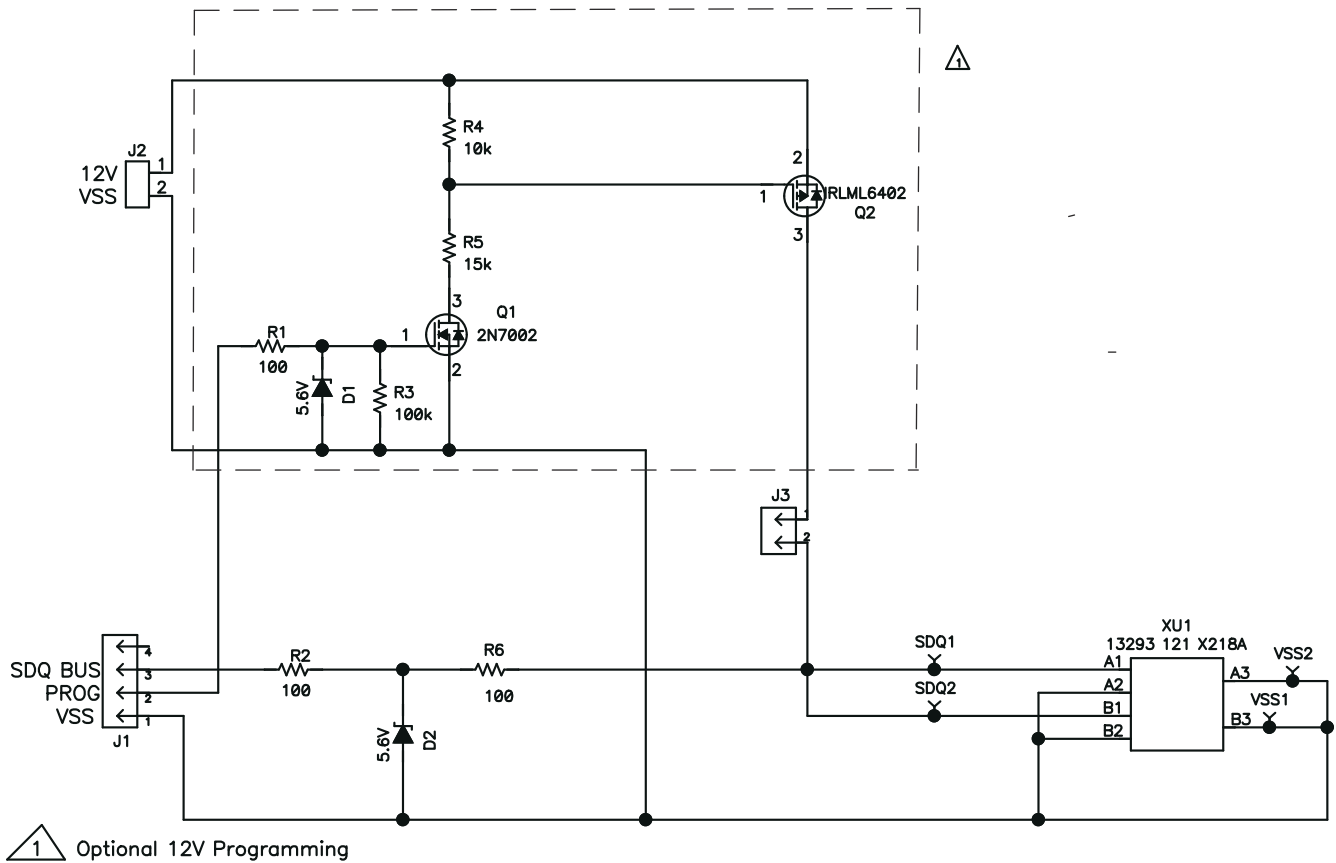 1
J2
12V
VSS
1
2
R4
10k
2
1
IRLML6402
Q2
3
R5
15k
3
Q1
2N7002
1
2
R1
100
5.6V
D1
R3
100k
J3
1
2
XU1
13293 121 X218A
SDQ BUS
PROG
VSS
4
3
2
1
J1
R2
100
R6
100
5.6V
D2
SDQ1
SDQ2
A1
A2
B1
B2
A3
B3
VSS2
VSS1
1 Optional 12V Programming